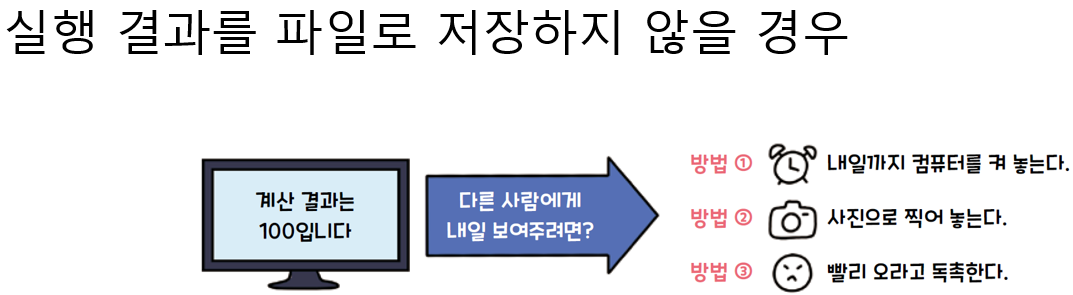 실행 결과를 파일로 저장하지 않을 경우
계산 결과는
100입니다
다른 사람에게
내일 보여주려면?
방법 ① 내일까지 컴퓨터를 켜 놓는다.
방법 ② 사진으로 찍어 놓는다.
방법 ③ 빨리 오라고 독촉한다.